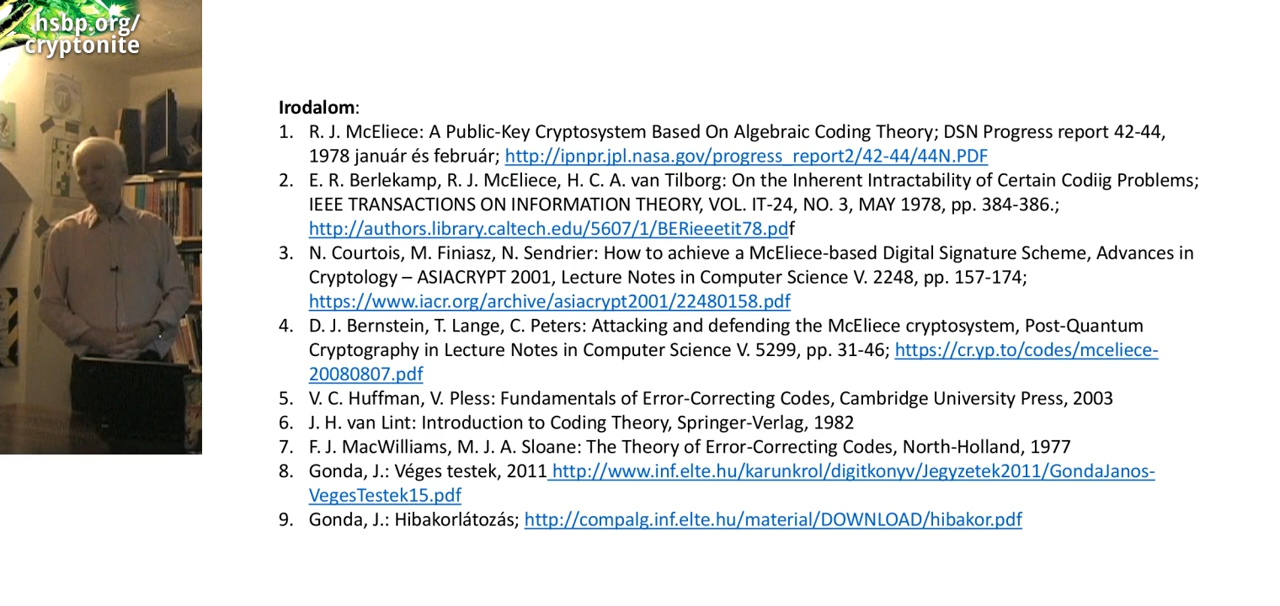 hsbp.org/
cryptonite
Irodalom:
1. R. J. McEliece: A Public-Key Cryptosystem Based On Algebraic Coding Theory; DSN Progress report 42-44,
1978 január és február; http://ipnpr.jpl.nasa.gov/progress_report2/42-44/44N.PDF
2. E. R. Berlekamp, R. J. McEliece, H. C. A. van Tilborg: On the Inherent Intractability of Certain Codiig Problems;
IEEE TRANSACTIONS ON INFORMATION THEORY, VOL. IT-24, NO. 3, MAY 1978, pp. 384-386.;
http://authors.library.caltech.edu/5607/1/BERieeetit78.pdf
3. N. Courtois, M. Finiasz, N. Sendrier: How to achieve a McEliece-based Digital Signature Scheme, Advances in
Cryptology – ASIACRYPT 2001, Lecture Notes in Computer Science V. 2248, pp. 157-174;
https://www.iacr.org/archive/asiacrypt2001/22480158.pdf
4. D. J. Bernstein, T. Lange, C. Peters: Attacking and defending the McEliece cryptosystem, Post-Quantum
Cryptography in Lecture Notes in Computer Science V. 5299, pp. 31-46; https://cr.yp.to/codes/mceliece-
20080807.pdf
5. V. C. Huffman, V. Pless: Fundamentals of Error-Correcting Codes, Cambridge University Press, 2003
6. J. H. van Lint: Introduction to Coding Theory, Springer-Verlag, 1982
7. F. J. MacWilliams, M. J. A. Sloane: The Theory of Error-Correcting Codes, North-Holland, 1977
8. Gonda, J.: Véges testek, 2011 http://www.inf.elte.hu/karunkrol/digitkonyv/Jegyzetek2011/GondaJanos-
VegesTestek15.pdf
9. Gonda, J.: Hibakorlátozás; http://compalg.inf.elte.hu/material/DOWNLOAD/hibakor.pdf